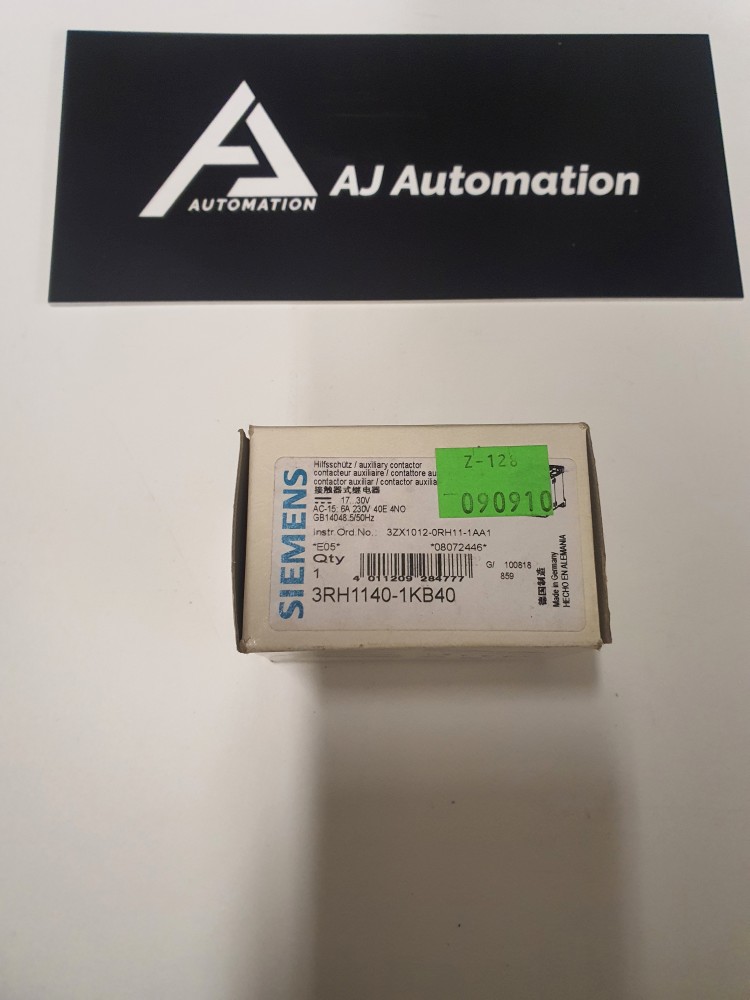 AUTOMATION
AJ Automation
SIEMENS
Hilfsschütz / auxiliary contactor
contacteur auxiliaire / contattore
contactor auxiliar / contactor
接触器式继电器
17...30V
AC-15: 6A 230V 40E 4NO
GB14048.5/50Hz
Instr.Ord No.: 3ZX1012-0RH11-1AA1
*E05* *08072446*
Qty
1
4 011209 284777
G/ 100818
859
3RH1140-1KB40
德国制造
Made in Germany
HECHO EN ALEMANIA
Z-128
090910